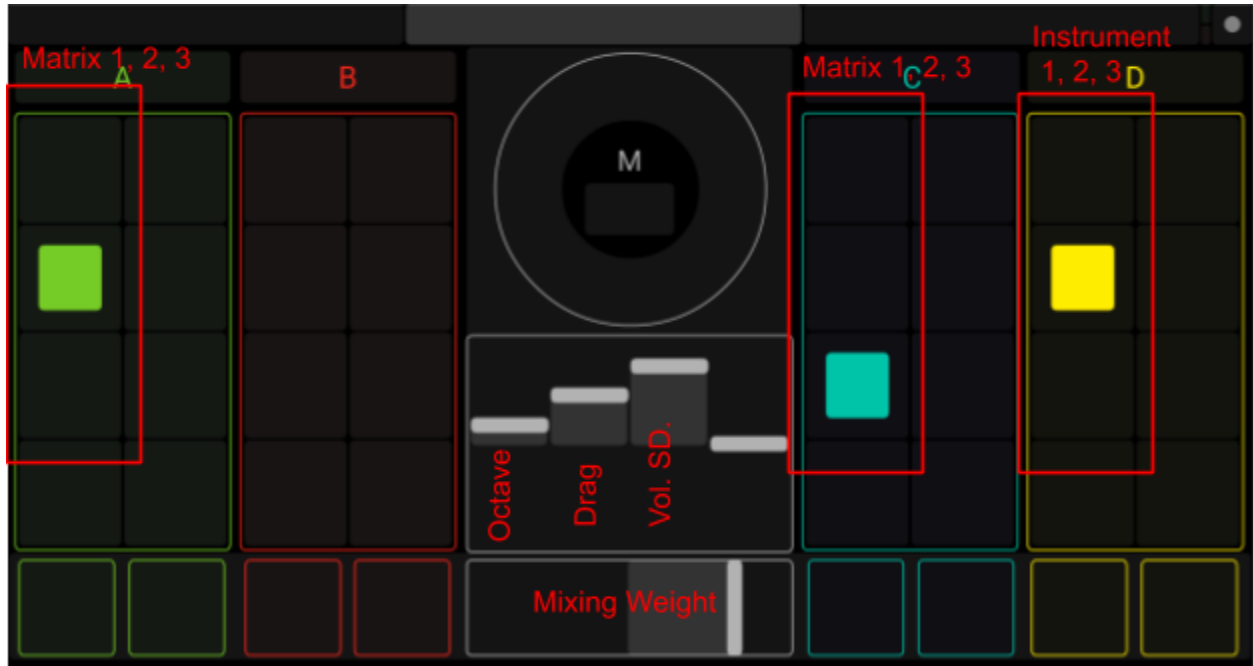 Matrix 1, 2, 3
A
B
M
Matrix 1, 2, 3
C
Instrument
1, 2, 3
D
Octave
Drag
Vol. SD.
Mixing Weight